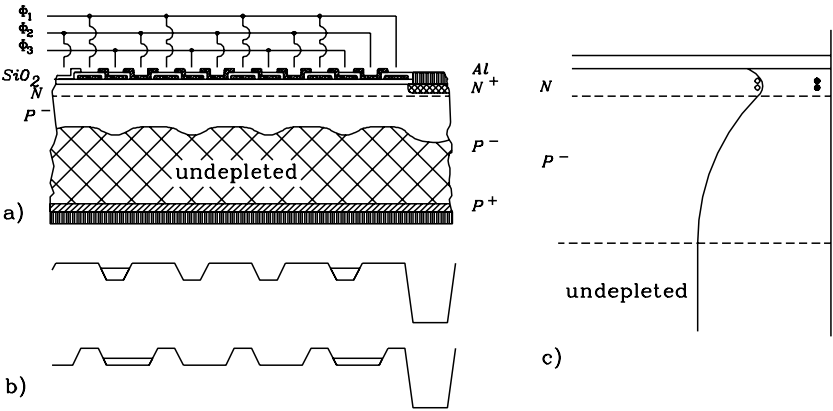 Φ₁
Φ₂
Φ₃
SiO₂
N
P⁻
Al
N⁺
P⁻
P⁺
undepleted
a)
b)
N
P⁻
undepleted
c)